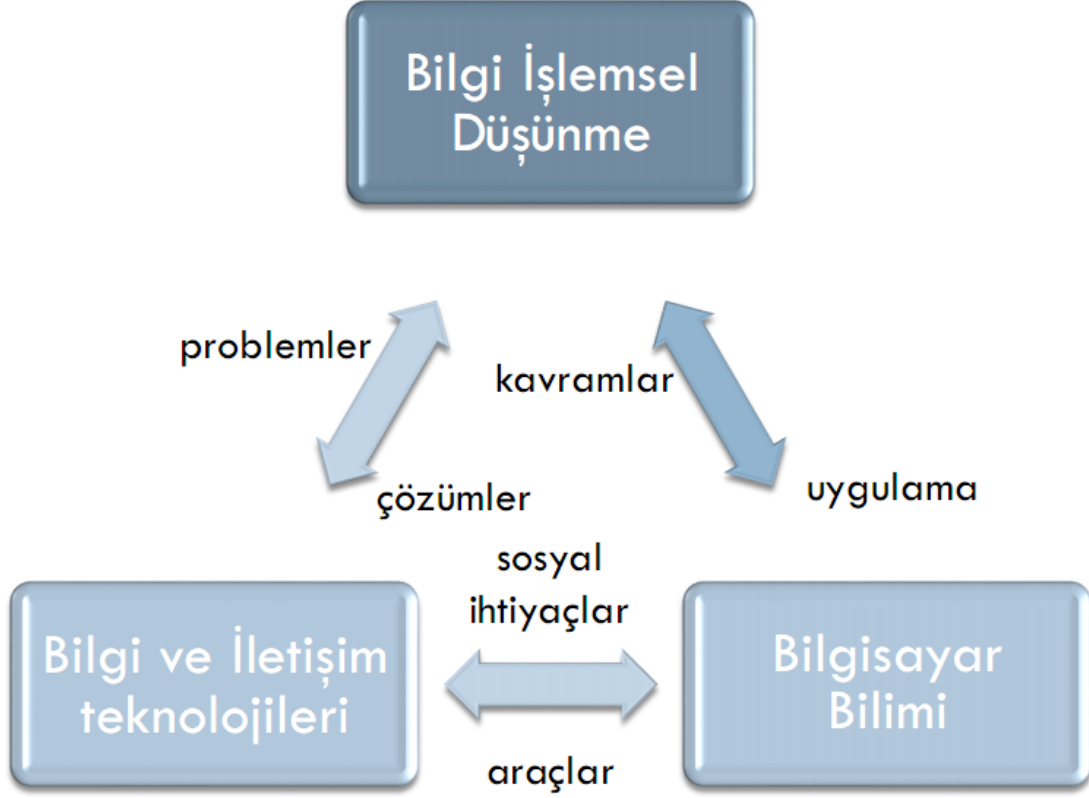 Bilgi İşlemsel
Düşünme
problemler
kavramlar
çözümler
uygulama
sosyal
ihtiyaçlar
Bilgi ve İletişim
teknolojileri
Bilgisayar
Bilimi
araçlar